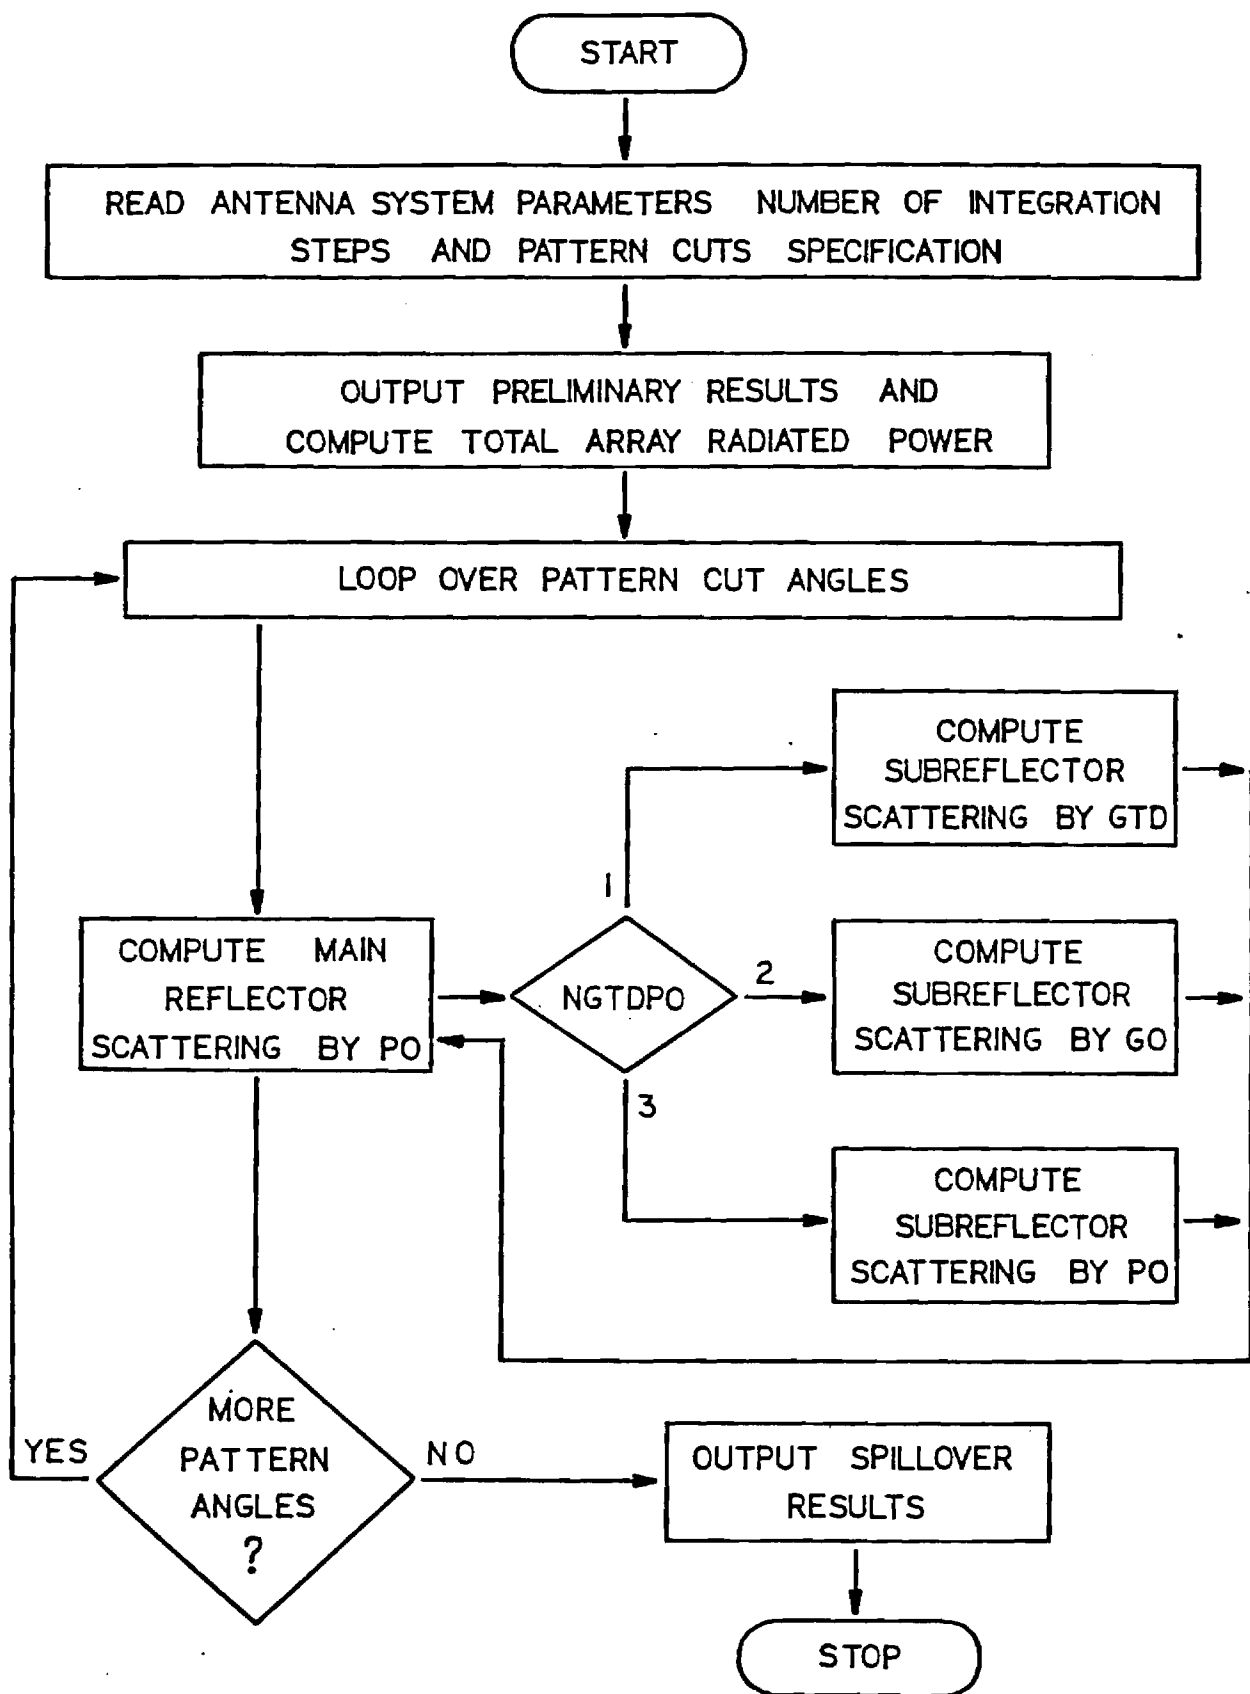 START
READ ANTENNA SYSTEM PARAMETERS NUMBER OF INTEGRATION
STEPS AND PATTERN CUTS SPECIFICATION
OUTPUT PRELIMINARY RESULTS AND
COMPUTE TOTAL ARRAY RADIATED POWER
LOOP OVER PATTERN CUT ANGLES
COMPUTE
SUBREFLECTOR
SCATTERING BY GTD
1
COMPUTE MAIN
REFLECTOR
SCATTERING BY PO
NGTDPO
2
COMPUTE
SUBREFLECTOR
SCATTERING BY GO
3
COMPUTE
SUBREFLECTOR
SCATTERING BY PO
MORE
PATTERN
ANGLES
?
YES
NO
OUTPUT SPILLOVER
RESULTS
STOP